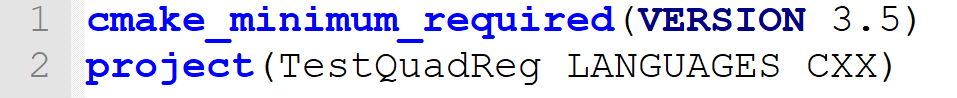 1 cmake_minimum_required(VERSION 3.5)
2 project(TestQuadReg LANGUAGES CXX)